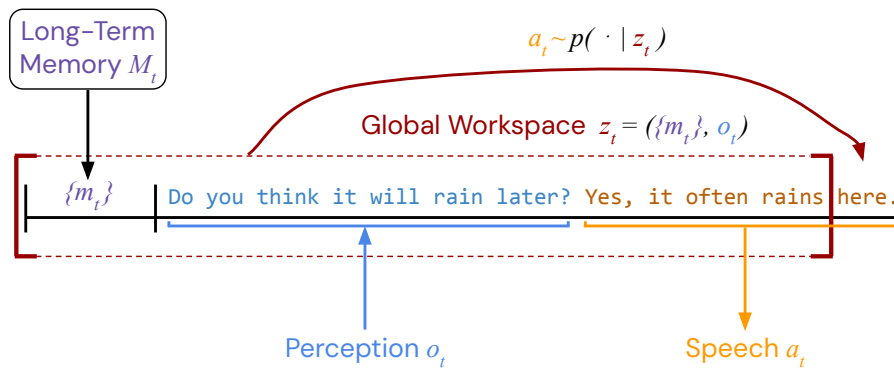 Long-Term
Memory M_t
a_t ~ p( · | z_t )
Global Workspace z_t = ({m_t}, o_t)
{m_t}
Do you think it will rain later? Yes, it often rains here.
Perception o_t
Speech a_t